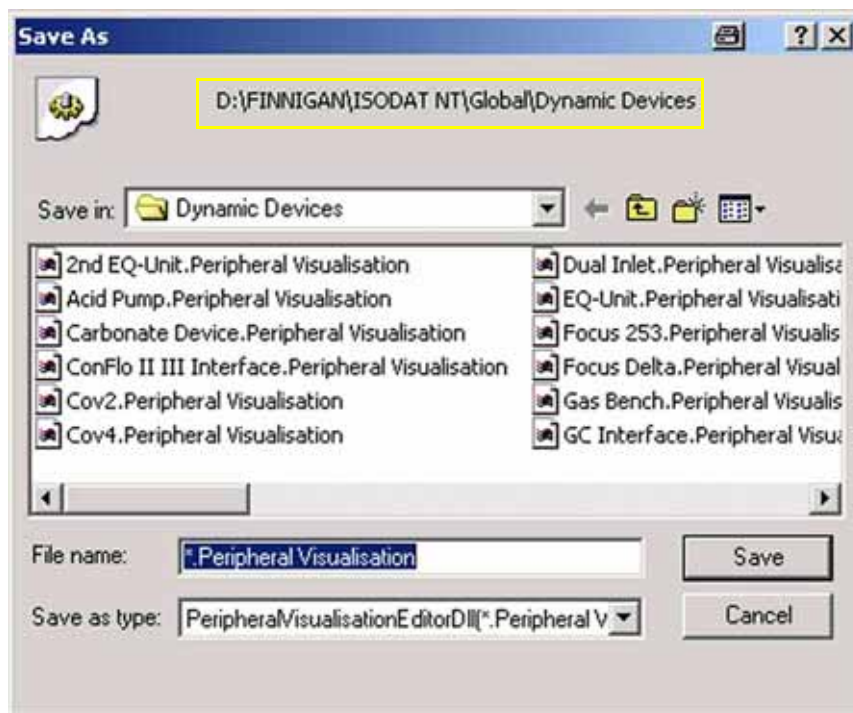 Save As
D:\FINNIGAN\ISODAT NT\Global\Dynamic Devices
Save in: Dynamic Devices
2nd EQ-Unit.Peripheral Visualisation
Acid Pump.Peripheral Visualisation
Carbonate Device.Peripheral Visualisation
ConFlo II III Interface.Peripheral Visualisation
Cov2.Peripheral Visualisation
Cov4.Peripheral Visualisation
Dual Inlet.Peripheral Visualisa
EQ-Unit.Peripheral Visualisati
Focus 253.Peripheral Visualis
Focus Delta.Peripheral Visual
Gas Bench.Peripheral Visualis
GC Interface.Peripheral Visua
File name: *.Peripheral Visualisation
Save
Save as type: PeripheralVisualisationEditorDll(*.Peripheral V
Cancel